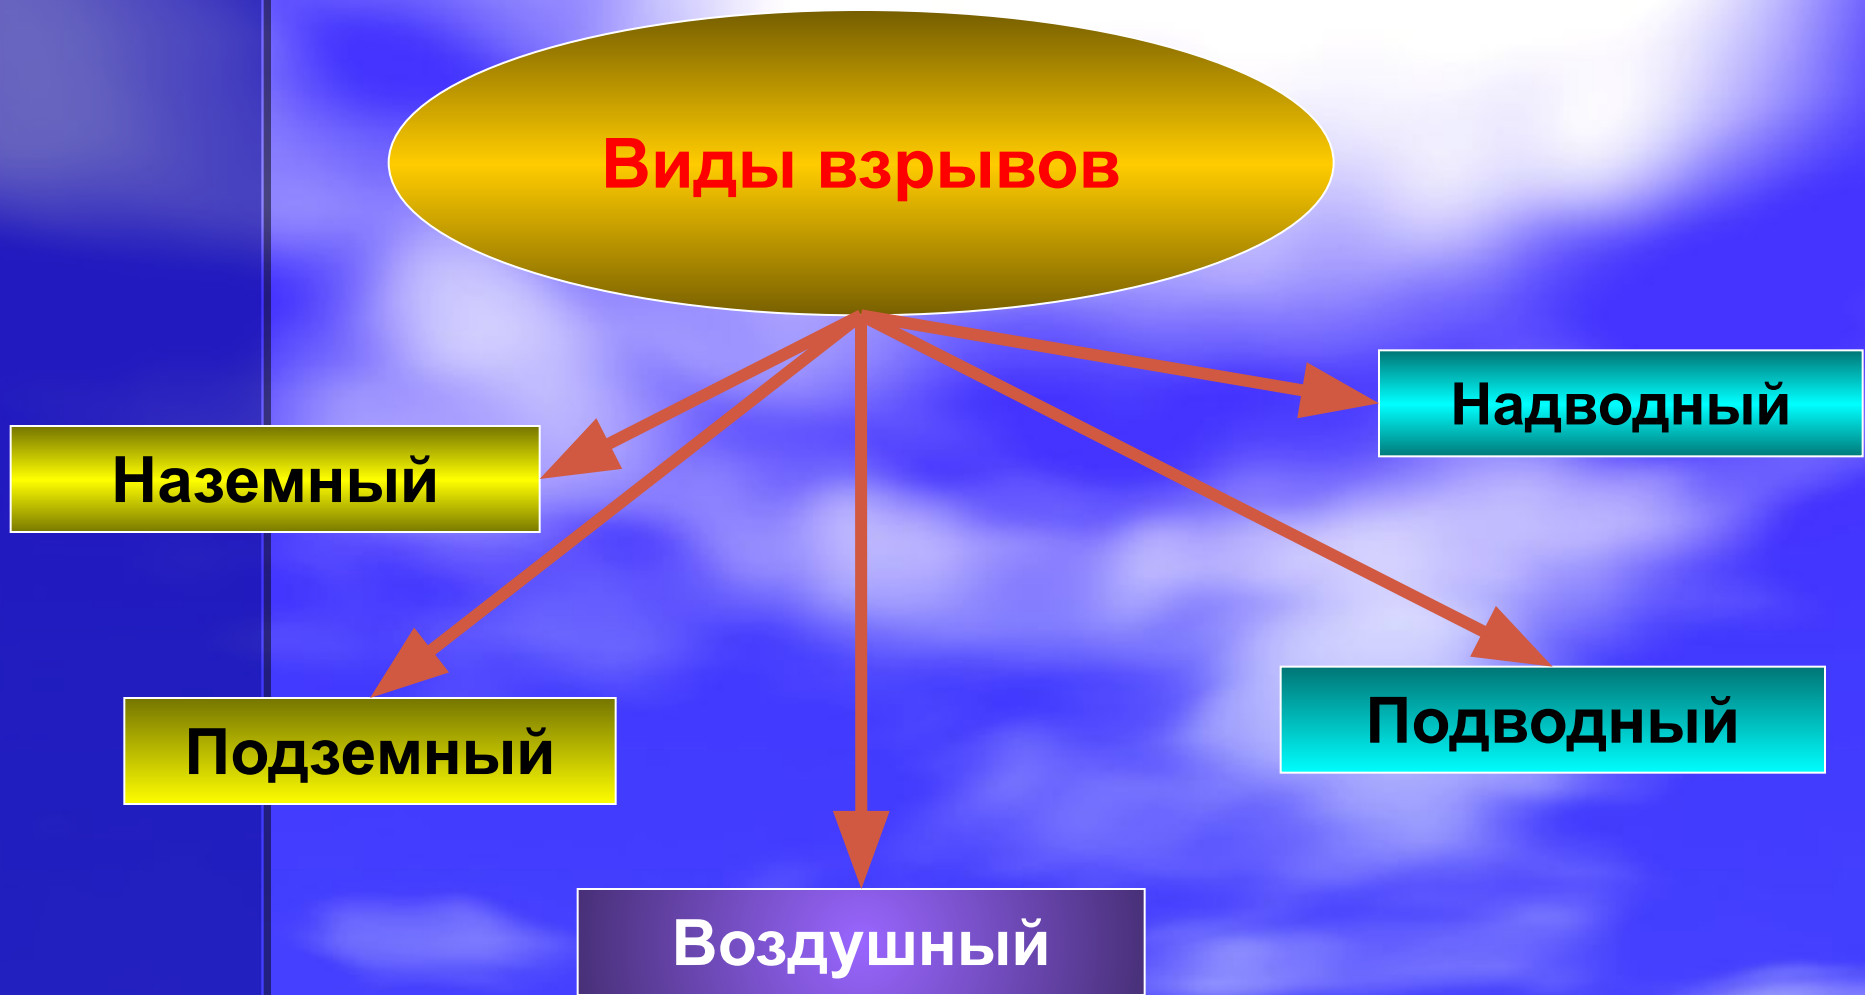 Виды взрывов
Надводный
Наземный
Подводный
Подземный
Воздушный